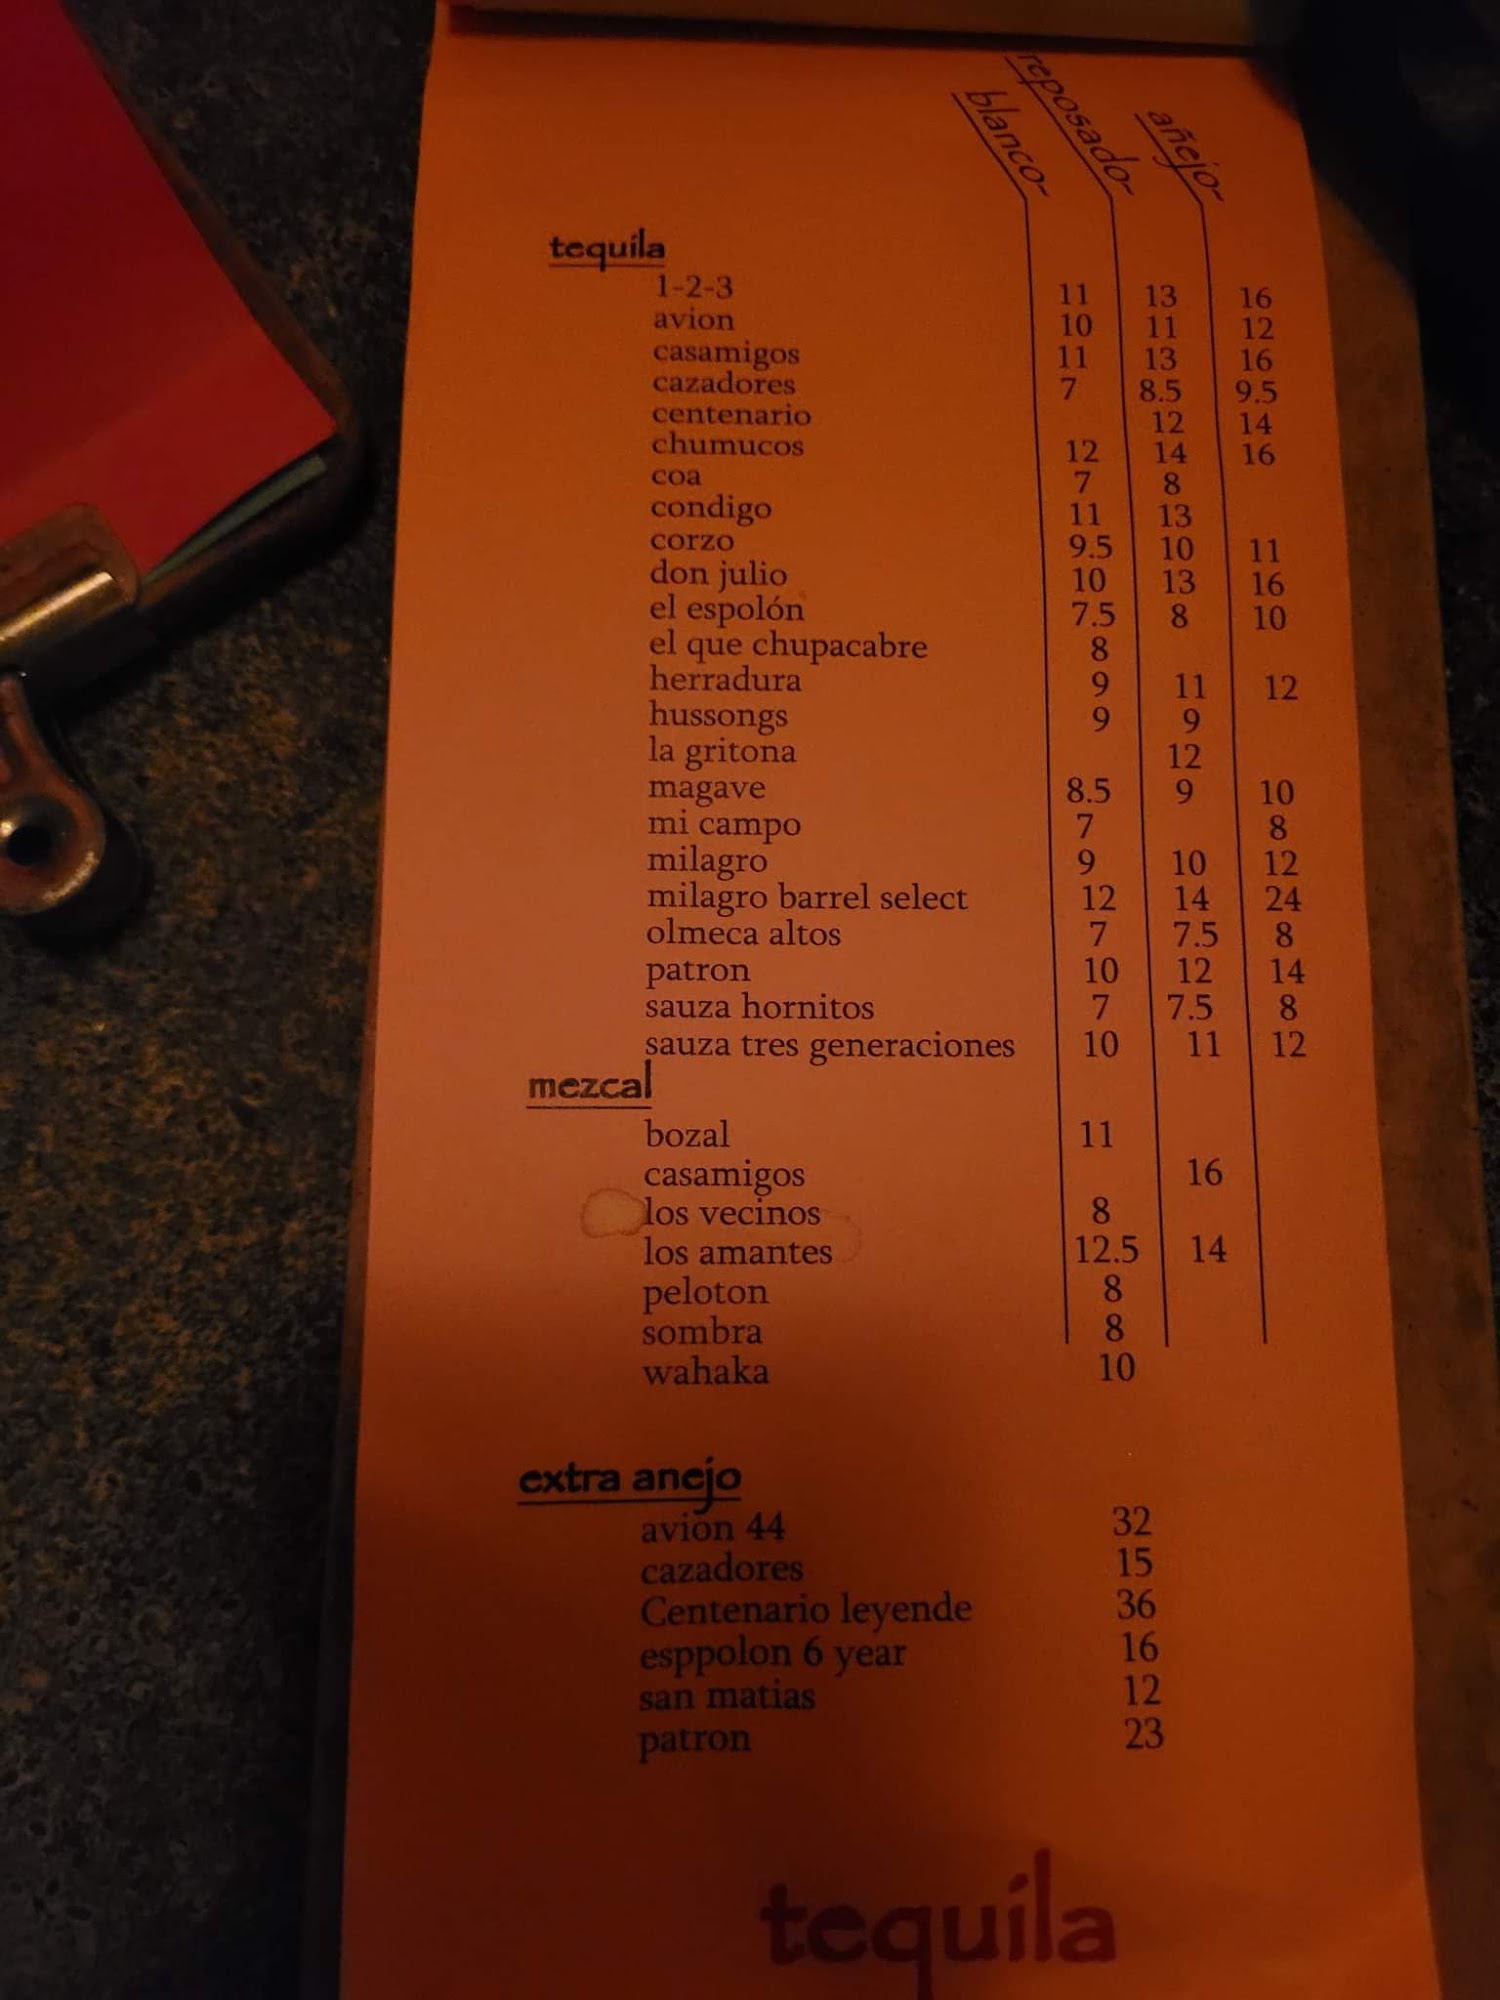 blanco
reposado
añejo
tequila
1-2-3 11 13 16
avion 10 11 12
casamigos 11 13 16
cazadores 7 8.5 9.5
centenario 12 14
chumucos 12 14 16
coa 7 8
condigo 11 13
corzo 9.5 10 11
don julio 10 13 16
el espolón 7.5 8 10
el que chupacabre 8
herradura 9 11 12
hussongs 9 9
la gritona 12
magave 8.5 9 10
mi campo 7 8
milagro 9 10 12
milagro barrel select 12 14 24
olmeca altos 7 7.5 8
patron 10 12 14
sauza hornitos 7 7.5 8
sauza tres generaciones 10 11 12
mezcal
bozal 11
casamigos 16
los vecinos 8
los amantes 12.5 14
peloton 8
sombra 8
wahaka 10
extra anejo
avion 44 32
cazadores 15
Centenario leyende 36
esppolon 6 year 16
san matias 12
patron 23
tequila